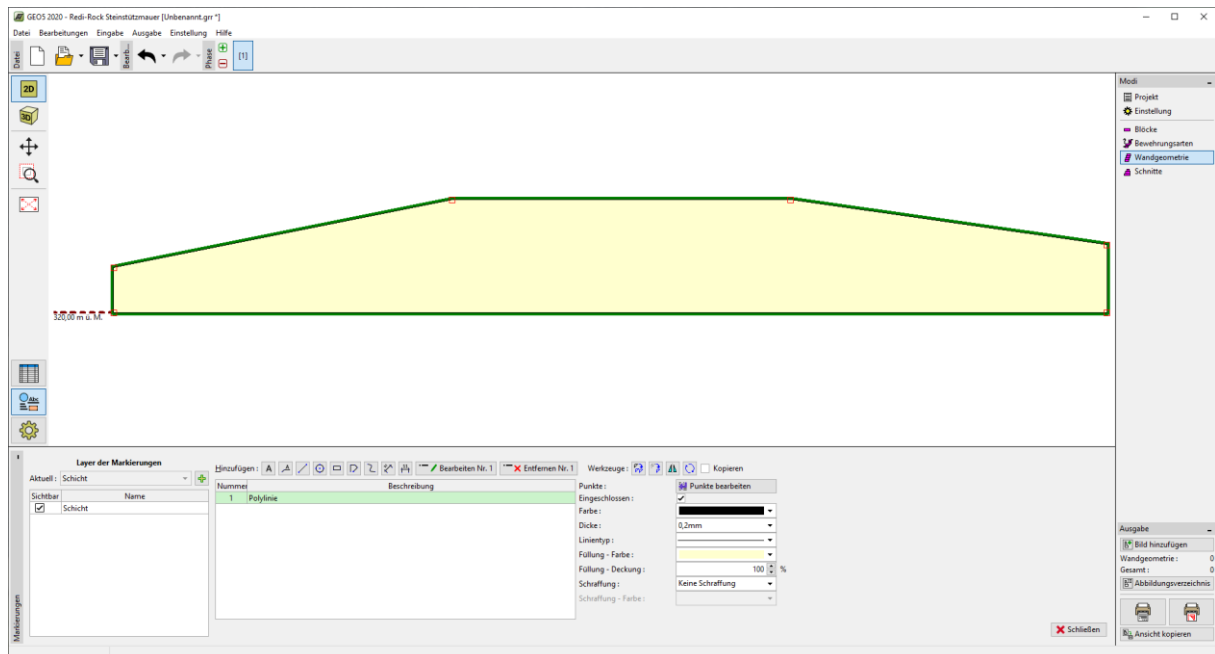 GEO5 2020 - Redi-Rock Steinstützmauer [Unbenannt.grr *]
Datei Bearbeitungen Eingabe Ausgabe Einstellung Hilfe
Datei
Bearb...
Phase
[1]
2D
3D
320,00 m ü. M.
Abc
Modi
Projekt
Einstellung
Blöcke
Bewehrungsarten
Wandgeometrie
Schnitte
Markierungen
Layer der Markierungen
Aktuell : Schicht
Sichtbar Name
Schicht
Hinzufügen : A Bearbeiten Nr. 1 Entfernen Nr. 1 Werkzeuge : Kopieren
Nummer Beschreibung
1 Polylinie
Punkte : Punkte bearbeiten
Eingeschlossen :
Farbe :
Dicke : 0,2mm
Linientyp :
Füllung - Farbe :
Füllung - Deckung : 100 %
Schraffung : Keine Schraffung
Schraffung - Farbe :
Schließen
Ausgabe
Bild hinzufügen
Wandgeometrie : 0
Gesamt : 0
Abbildungsverzeichnis
Ansicht kopieren